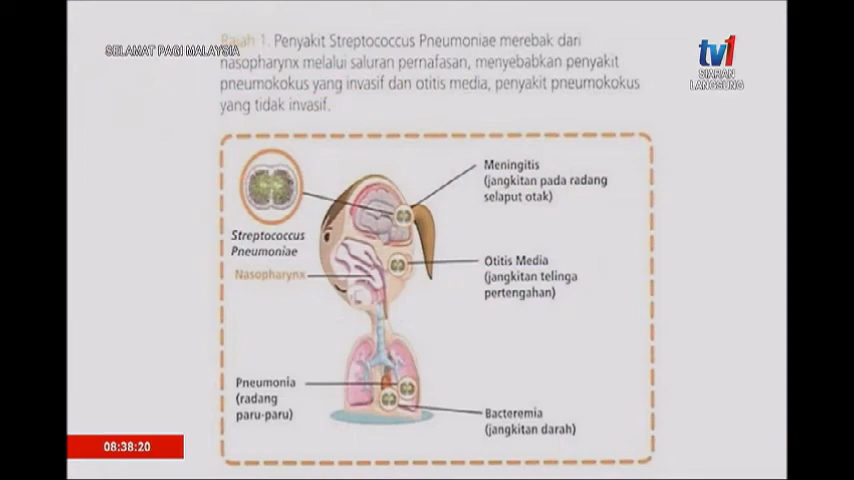 Rajah 1. Penyakit Streptococcus Pneumoniae merebak dari
nasopharynx melalui saluran pernafasan, menyebabkan penyakit
pneumokokus yang invasif dan otitis media, penyakit pneumokokus
yang tidak invasif.
SELAMAT PAGI MALAYSIA
tv1
SIARAN
LANGSUNG
Meningitis
(jangkitan pada radang
selaput otak)
Streptococcus
Pneumoniae
Nasopharynx
Otitis Media
(jangkitan telinga
pertengahan)
Pneumonia
(radang
paru-paru)
Bacteremia
(jangkitan darah)
08:38:20